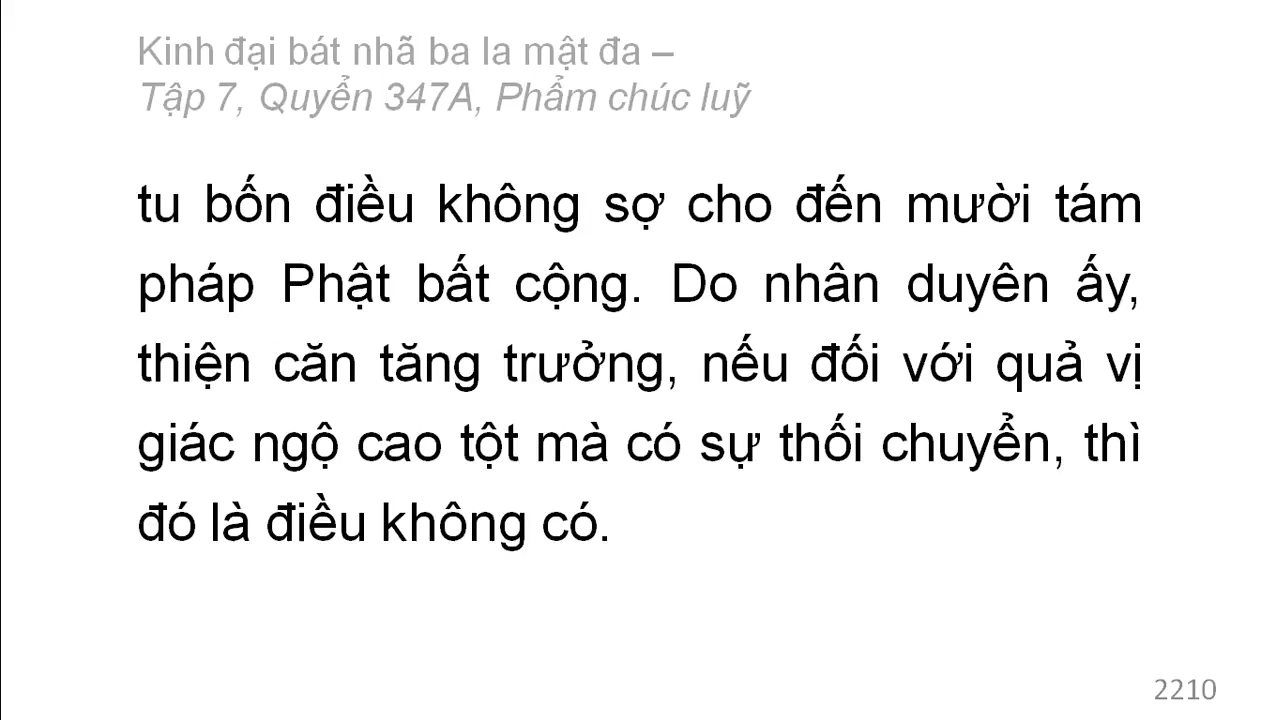 Kinh đại bát nhã ba la mật đa –
Tập 7, Quyển 347A, Phẩm chúc luỹ
tu bốn điều không sợ cho đến mười tám
pháp Phật bất cộng. Do nhân duyên ấy,
thiện căn tăng trưởng, nếu đối với quả vị
giác ngộ cao tột mà có sự thối chuyển, thì
đó là điều không có.
2210